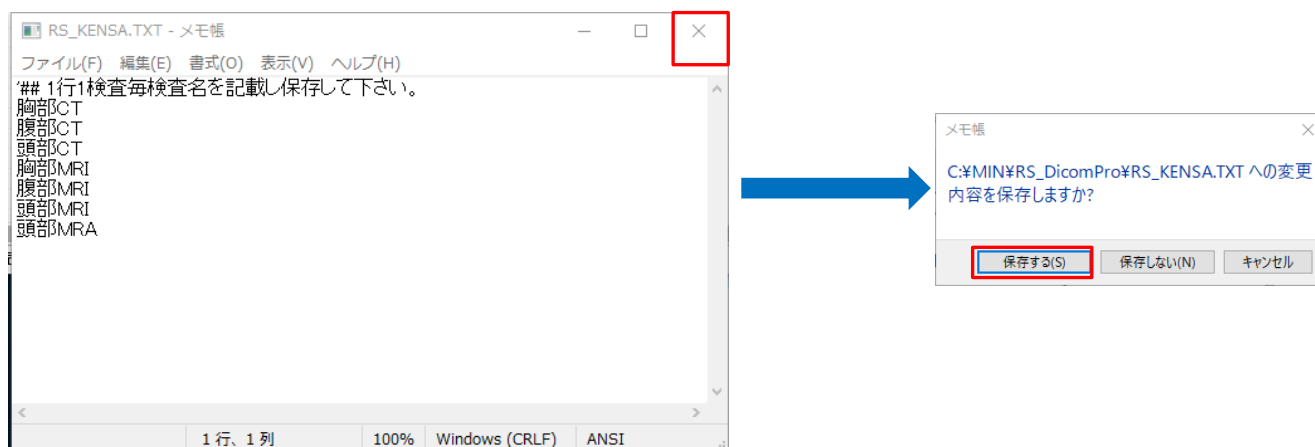 RS_KENSA.TXT - メモ帳
ファイル(F) 編集(E) 書式(O) 表示(V) ヘルプ(H)
'## 1行1検査毎検査名を記載し保存して下さい。
胸部CT
腹部CT
頭部CT
胸部MRI
腹部MRI
頭部MRI
頭部MRA
1行、1列 100% Windows (CRLF) ANSI
メモ帳
C:¥MIN¥RS_DicomPro¥RS_KENSA.TXT への変更
内容を保存しますか?
保存する(S) 保存しない(N) キャンセル